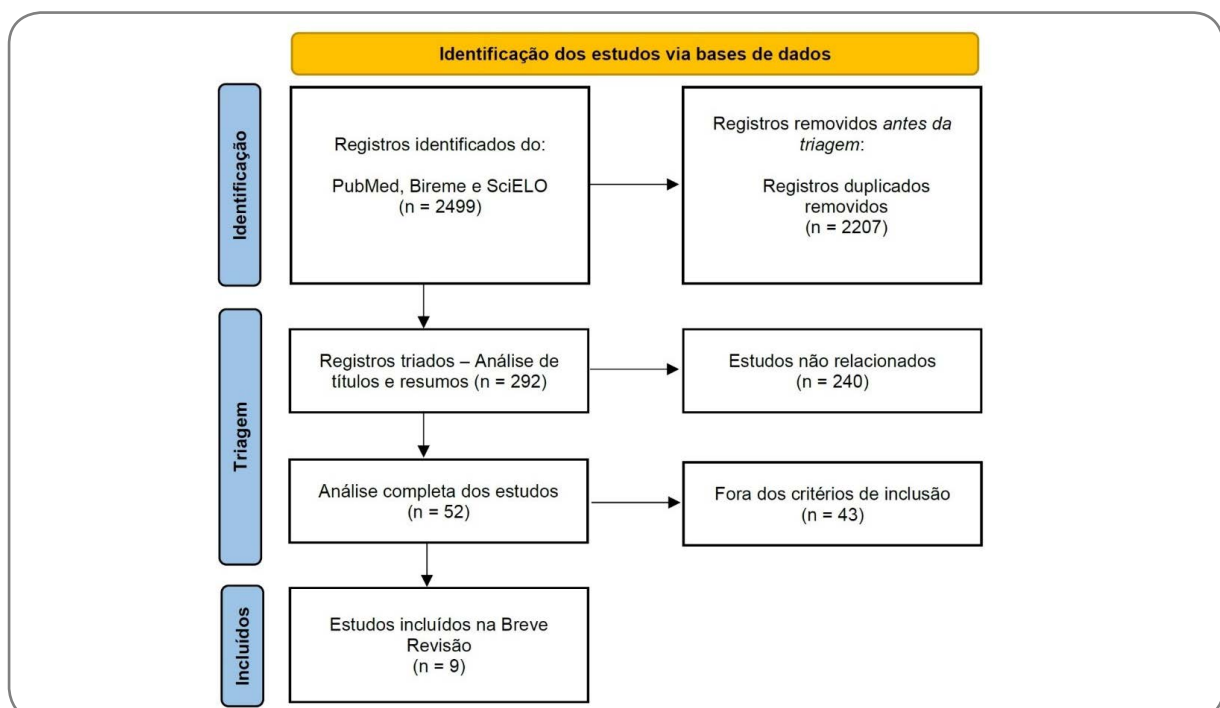 Identificação dos estudos via bases de dados
Identificação
Registros identificados do:
PubMed, Bireme e SciELO
(n = 2499)
Registros removidos antes da
triagem:
Registros duplicados
removidos
(n = 2207)
Triagem
Registros triados – Análise de
títulos e resumos (n = 292)
Estudos não relacionados
(n = 240)
Análise completa dos estudos
(n = 52)
Fora dos critérios de inclusão
(n = 43)
Incluídos
Estudos incluídos na Breve
Revisão
(n = 9)